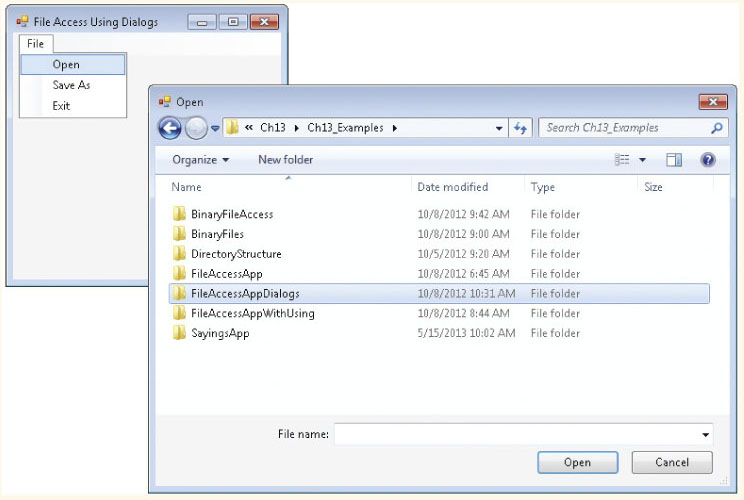 File Access Using Dialogs
File
Open
Save As
Exit
Open
« Ch13 Ch13_Examples
Search Ch13_Examples
Organize New folder
Name Date modified Type Size
BinaryFileAccess 10/8/2012 9:42 AM File folder
BinaryFiles 10/8/2012 9:00 AM File folder
DirectoryStructure 10/5/2012 9:20 AM File folder
FileAccessApp 10/8/2012 6:45 AM File folder
FileAccessAppDialogs 10/8/2012 10:31 AM File folder
FileAccessAppWithUsing 10/8/2012 8:44 AM File folder
SayingsApp 5/15/2013 10:02 AM File folder
File name:
Open Cancel